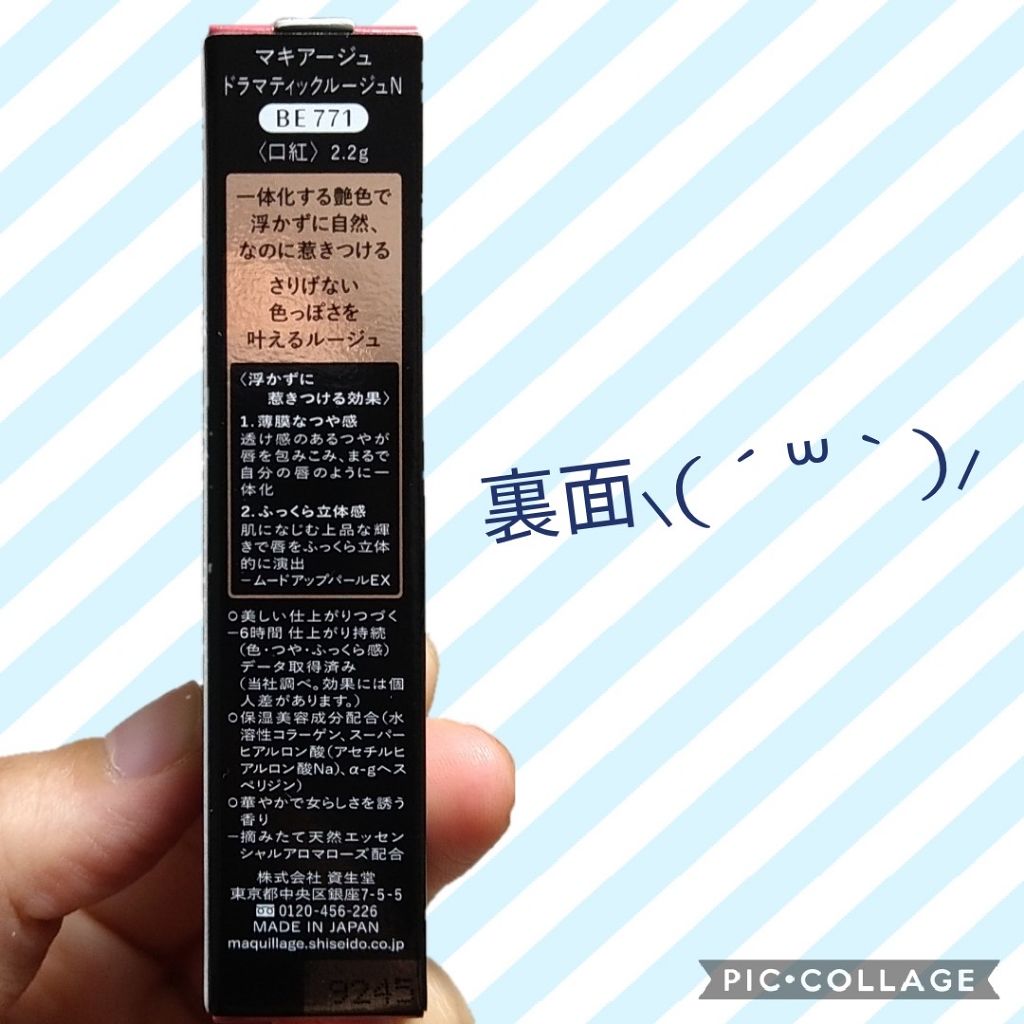 マキアージュ
ドラマティックルージュN
BE771
〈口紅〉2.2g
一体化する艶色で
浮かずに自然、
なのに惹きつける
さりげない
色っぽさを
叶えるルージュ
〈浮かずに
惹きつける効果〉
1.薄膜なつや感
透け感のあるつやが
唇を包みこみ、まるで
自分の唇のように一
体化
2.ふっくら立体感
肌になじむ上品な輝
きで唇をふっくら立体
的に演出
−ムードアップパールEX
○美しい仕上がりつづく
−6時間 仕上がり持続
(色・つや・ふっくら感)
データ取得済み
(当社調べ。効果には個
人差があります。)
○保湿美容成分配合(水
溶性コラーゲン、スーパー
ヒアルロン酸(アセチルヒ
アルロン酸Na)、α-gヘス
ペリジン)
○華やかで女らしさを誘う
香り
−摘みたて天然エッセン
シャルアロマローズ配合
株式会社 資生堂
東京都中央区銀座7-5-5
0120-456-226
MADE IN JAPAN
maquillage.shiseido.co.jp
9245
裏面\( ´ ω ` )/
PIC•COLLAGE